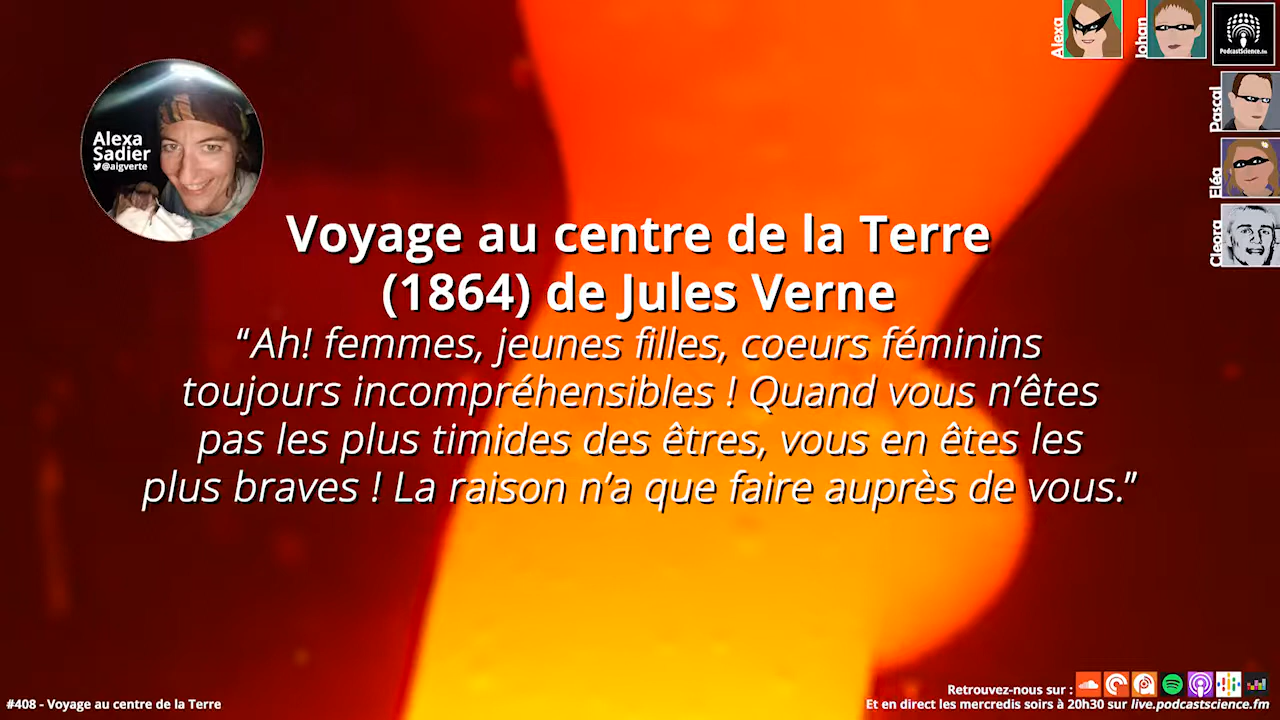 Alexa
Johan
PodcastScience.fm
Pascal
Eléa
Cleora
Alexa
Sadier
@aigverte
Voyage au centre de la Terre
(1864) de Jules Verne
“Ah! femmes, jeunes filles, coeurs féminins
toujours incompréhensibles ! Quand vous n’êtes
pas les plus timides des êtres, vous en êtes les
plus braves ! La raison n’a que faire auprès de vous.”
#408 - Voyage au centre de la Terre
Retrouvez-nous sur :
Et en direct les mercredis soirs à 20h30 sur live.podcastscience.fm